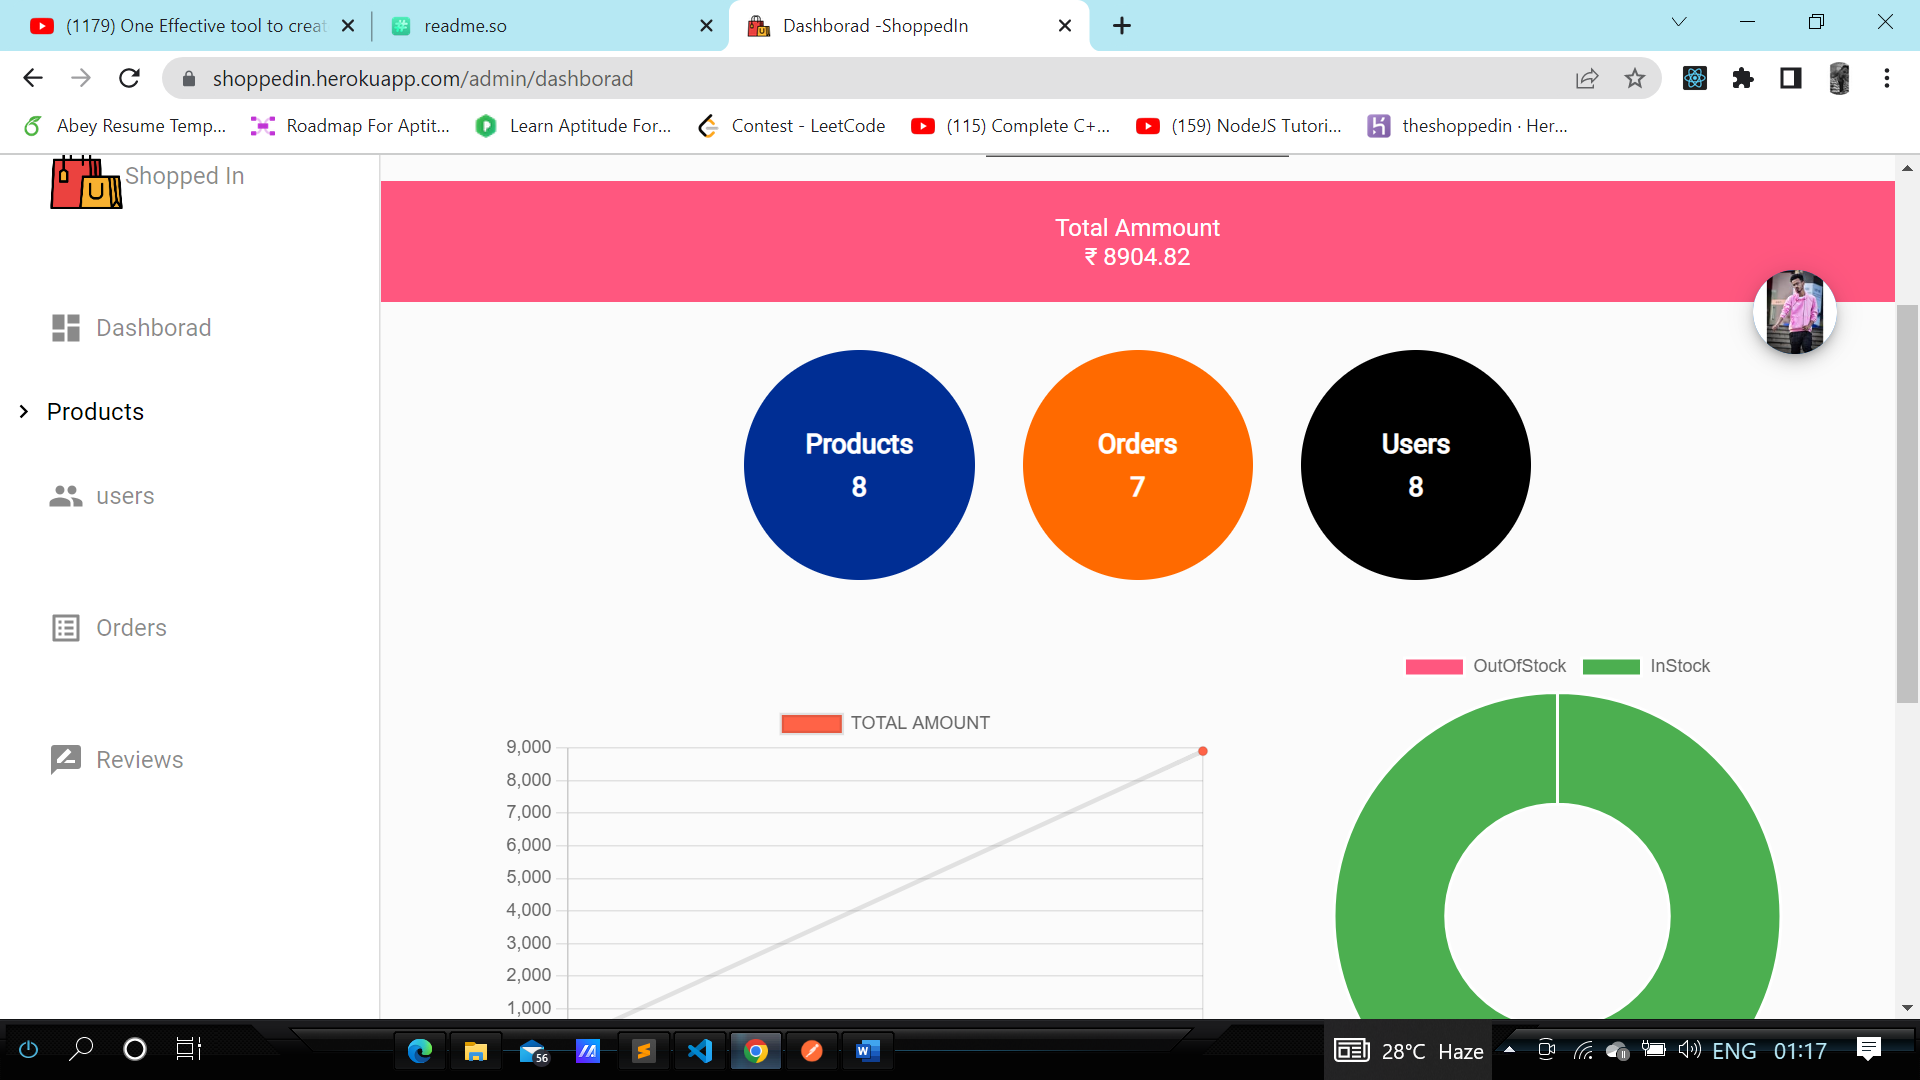 (1179) One Effective tool to creat
readme.so
Dashborad -ShoppedIn
shoppedin.herokuapp.com/admin/dashborad
Abey Resume Temp...
Roadmap For Aptit...
Learn Aptitude For...
Contest - LeetCode
(115) Complete C+...
(159) NodeJS Tutori...
theshoppedin · Her...
Shopped In
Dashborad
Products
users
Orders
Reviews
Total Ammount
₹ 8904.82
Products
8
Orders
7
Users
8
TOTAL AMOUNT
9,000
8,000
7,000
6,000
5,000
4,000
3,000
2,000
1,000
OutOfStock
InStock
56
28°C Haze
ENG
01:17